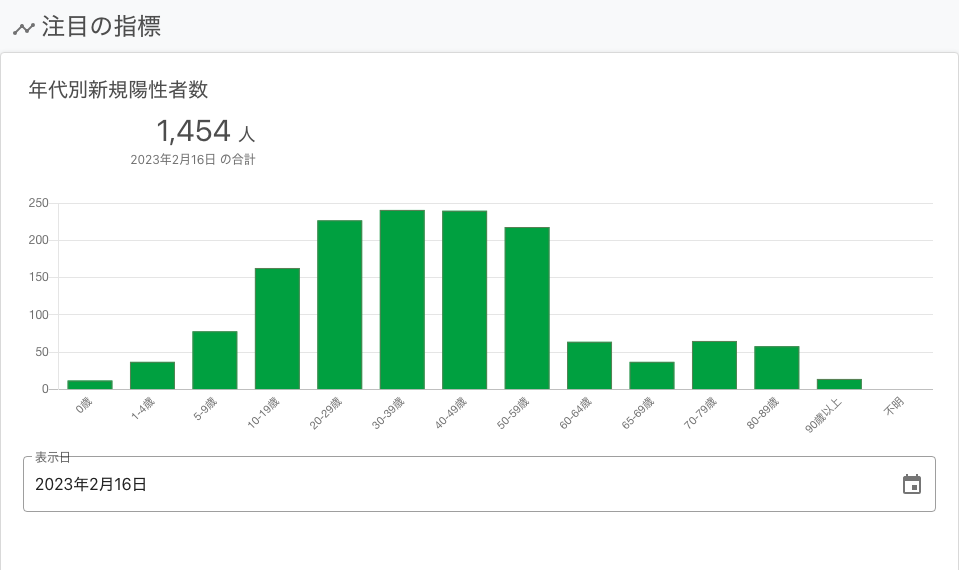 注目の指標
年代別新規陽性者数
1,454 人
2023年2月16日 の合計
250
200
150
100
50
0
0歳
1-4歳
5-9歳
10-19歳
20-29歳
30-39歳
40-49歳
50-59歳
60-64歳
65-69歳
70-79歳
80-89歳
90歳以上
不明
表示日
2023年2月16日